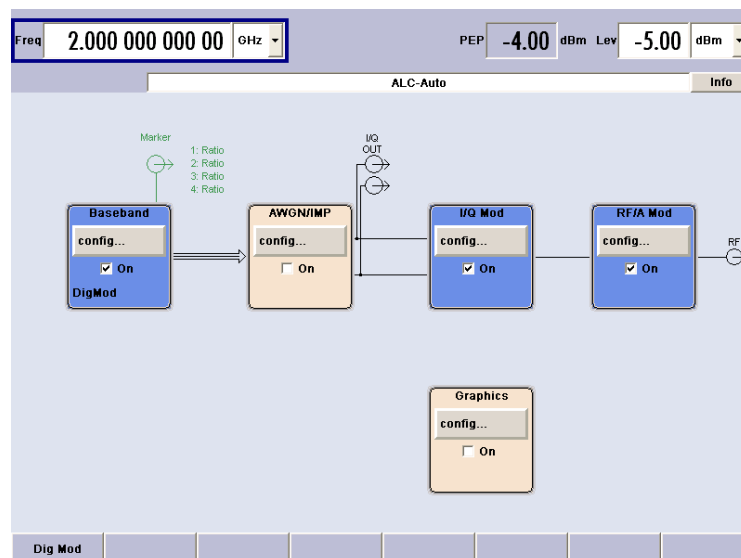 Freq 2.000 000 000 00 GHz PEP -4.00 dBm Lev -5.00 dBm
ALC-Auto Info
Marker
1: Ratio
2: Ratio
3: Ratio
4: Ratio
I/Q
OUT
Baseband AWGN/IMP I/Q Mod RF/A Mod
config... config... config... config...
On On On On
RF
DigMod
Graphics
config...
On
Dig Mod